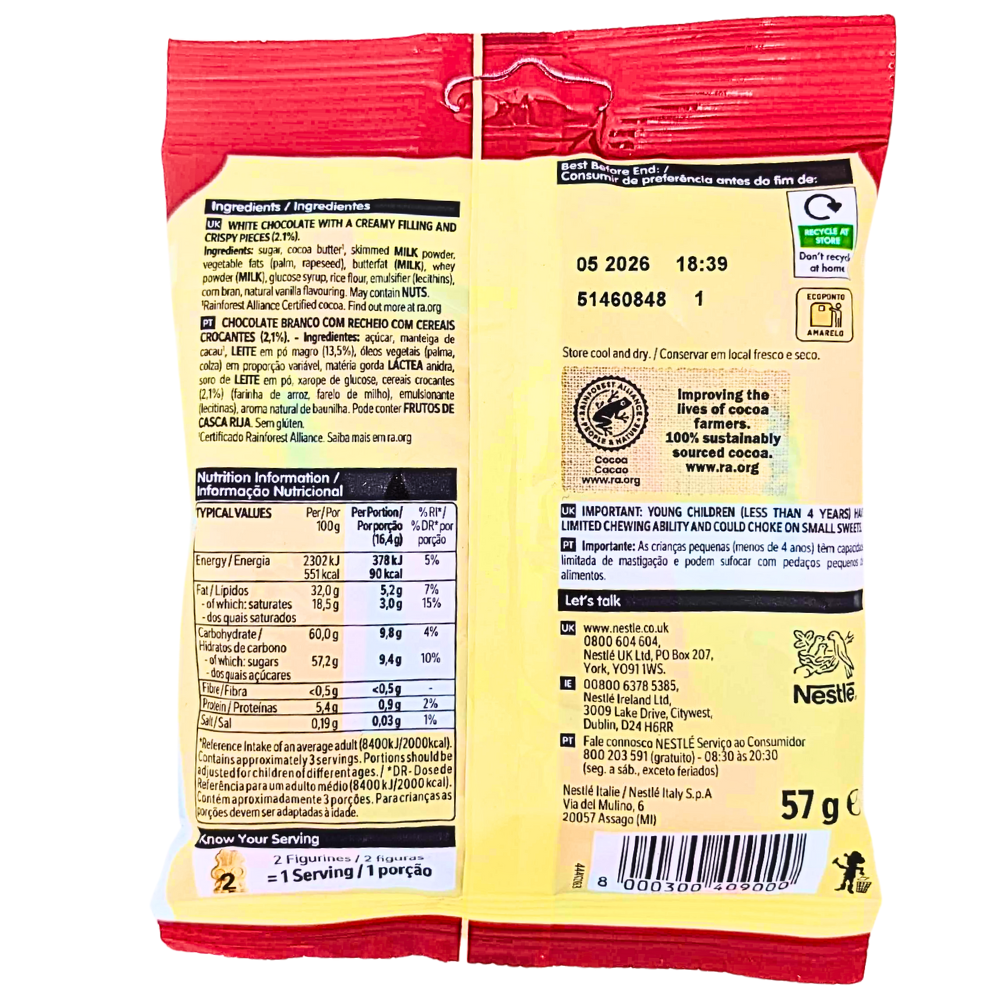 Ingredients / Ingredientes
UK WHITE CHOCOLATE WITH A CREAMY FILLING AND
CRISPY PIECES (2.1%).
Ingredients: sugar, cocoa butter¹, skimmed MILK powder,
vegetable fats (palm, rapeseed), butterfat (MILK), whey
powder (MILK), glucose syrup, rice flour, emulsifier (lecithins),
corn bran, natural vanilla flavouring. May contain NUTS.
¹Rainforest Alliance Certified cocoa. Find out more at ra.org
PT CHOCOLATE BRANCO COM RECHEIO COM CEREAIS
CROCANTES (2,1%). - Ingredientes: açúcar, manteiga de
cacau¹, LEITE em pó magro (13,5%), óleos vegetais (palma,
colza) em proporção variável, matéria gorda LÁCTEA anidra,
soro de LEITE em pó, xarope de glucose, cereais crocantes
(2,1%) (farinha de arroz, farelo de milho), emulsionante
(lecitinas), aroma natural de baunilha. Pode conter FRUTOS DE
CASCA RIJA. Sem glúten.
¹Certificado Rainforest Alliance. Saiba mais em ra.org
Nutrition Information /
Informação Nutricional
TYPICAL VALUES Per/Por 100g Per Portion/ Por porção (16,4g) %RI*/ %DR* por porção
Energy / Energia 2302 kJ 378 kJ 5%
551 kcal 90 kcal
Fat / Lípidos 32,0g 5,2g 7%
- of which: saturates 18,5g 3,0g 15%
- dos quais saturados
Carbohydrate / 60,0g 9,8g 4%
Hidratos de carbono
- of which: sugars 57,2g 9,4g 10%
- dos quais açúcares
Fibre / Fibra <0,5g <0,5g -
Protein / Proteínas 5,4g 0,9g 2%
Salt / Sal 0,19g 0,03g 1%
*Reference Intake of an average adult (8400kJ/2000kcal).
Contains approximately 3 servings. Portions should be
adjusted for children of different ages. / *DR - Dose de
Referência para um adulto médio (8400 kJ/2000 kcal).
Contém aproximadamente 3 porções. Para crianças as
porções devem ser adaptadas à idade.
Know Your Serving
2
2 Figurines / 2 figuras
= 1 Serving / 1 porção
Best Before End: /
Consumir de preferência antes do fim de:
05 2026 18:39
51460848 1
RECYCLE AT
STORE
Don't recycl
at home
ECOPONTO
AMARELO
Store cool and dry. / Conservar em local fresco e seco.
RAINFOREST ALLIANCE
PEOPLE & NATURE
Cocoa
Cacao
www.ra.org
Improving the
lives of cocoa
farmers.
100% sustainably
sourced cocoa.
www.ra.org
UK IMPORTANT: YOUNG CHILDREN (LESS THAN 4 YEARS) HA
LIMITED CHEWING ABILITY AND COULD CHOKE ON SMALL SWEETS
PT Importante: As crianças pequenas (menos de 4 anos) têm capacida
limitada de mastigação e podem sufocar com pedaços pequenos
alimentos.
Let's talk
UK www.nestle.co.uk
0800 604 604,
Nestlé UK Ltd, PO Box 207,
York, YO91 1WS.
IE 00800 6378 5385,
Nestlé Ireland Ltd,
3009 Lake Drive, Citywest,
Dublin, D24 H6RR
PT Fale connosco NESTLÉ Serviço ao Consumidor
800 203 591 (gratuito) - 08:30 às 20:30
(seg. a sáb., exceto feriados)
Nestlé
Nestlé Italie / Nestlé Italy S.p.A
Via del Mulino, 6
20057 Assago (MI)
57 g e
8 000300 409000